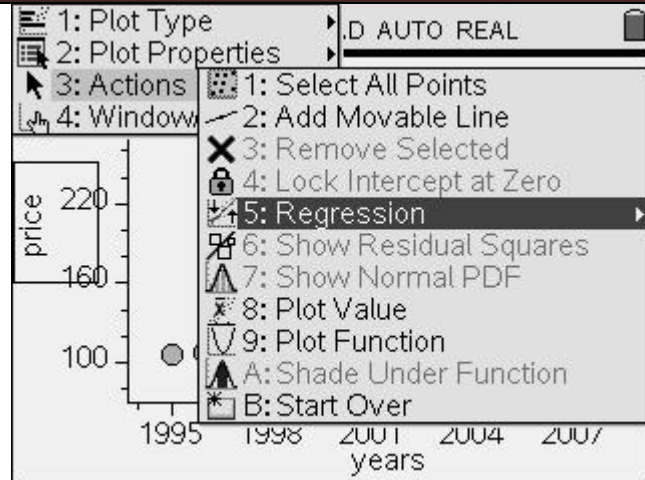 1: Plot Type
.D AUTO REAL
2: Plot Properties
3: Actions
1: Select All Points
4: Window
2: Add Movable Line
3: Remove Selected
4: Lock Intercept at Zero
5: Regression
6: Show Residual Squares
7: Show Normal PDF
8: Plot Value
9: Plot Function
A: Shade Under Function
B: Start Over
price
220
160
100
1995 1998 2001 2004 2007
years